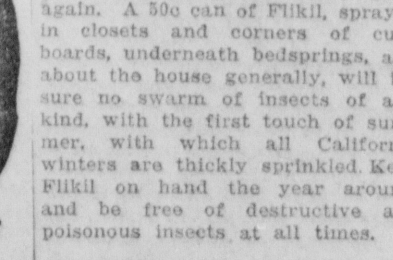 again. A 50c can of Flikil, spray
in closets and corners of cu
boards, underneath bedsprings, a
about the house generally, will i
sure no swarm of insects of a
kind, with the first touch of su
mer, with which all Califor
winters are thickly sprinkled. Ke
Flikil on hand the year arou
and be free of destructive a
poisonous insects at all times.